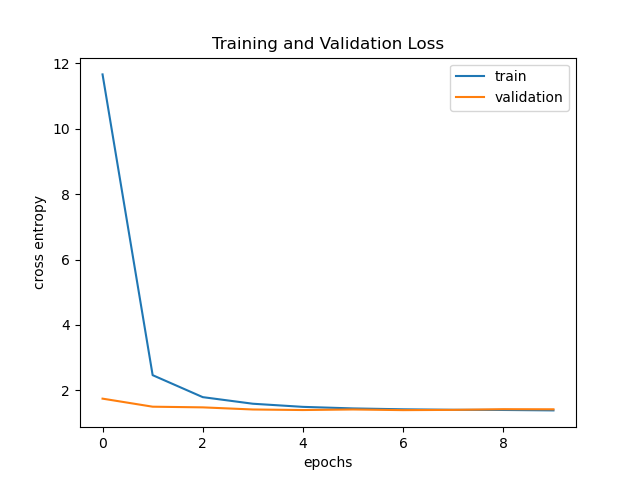 Training and Validation Loss
train
validation
12
10
8
6
4
2
cross entropy
0 2 4 6 8
epochs